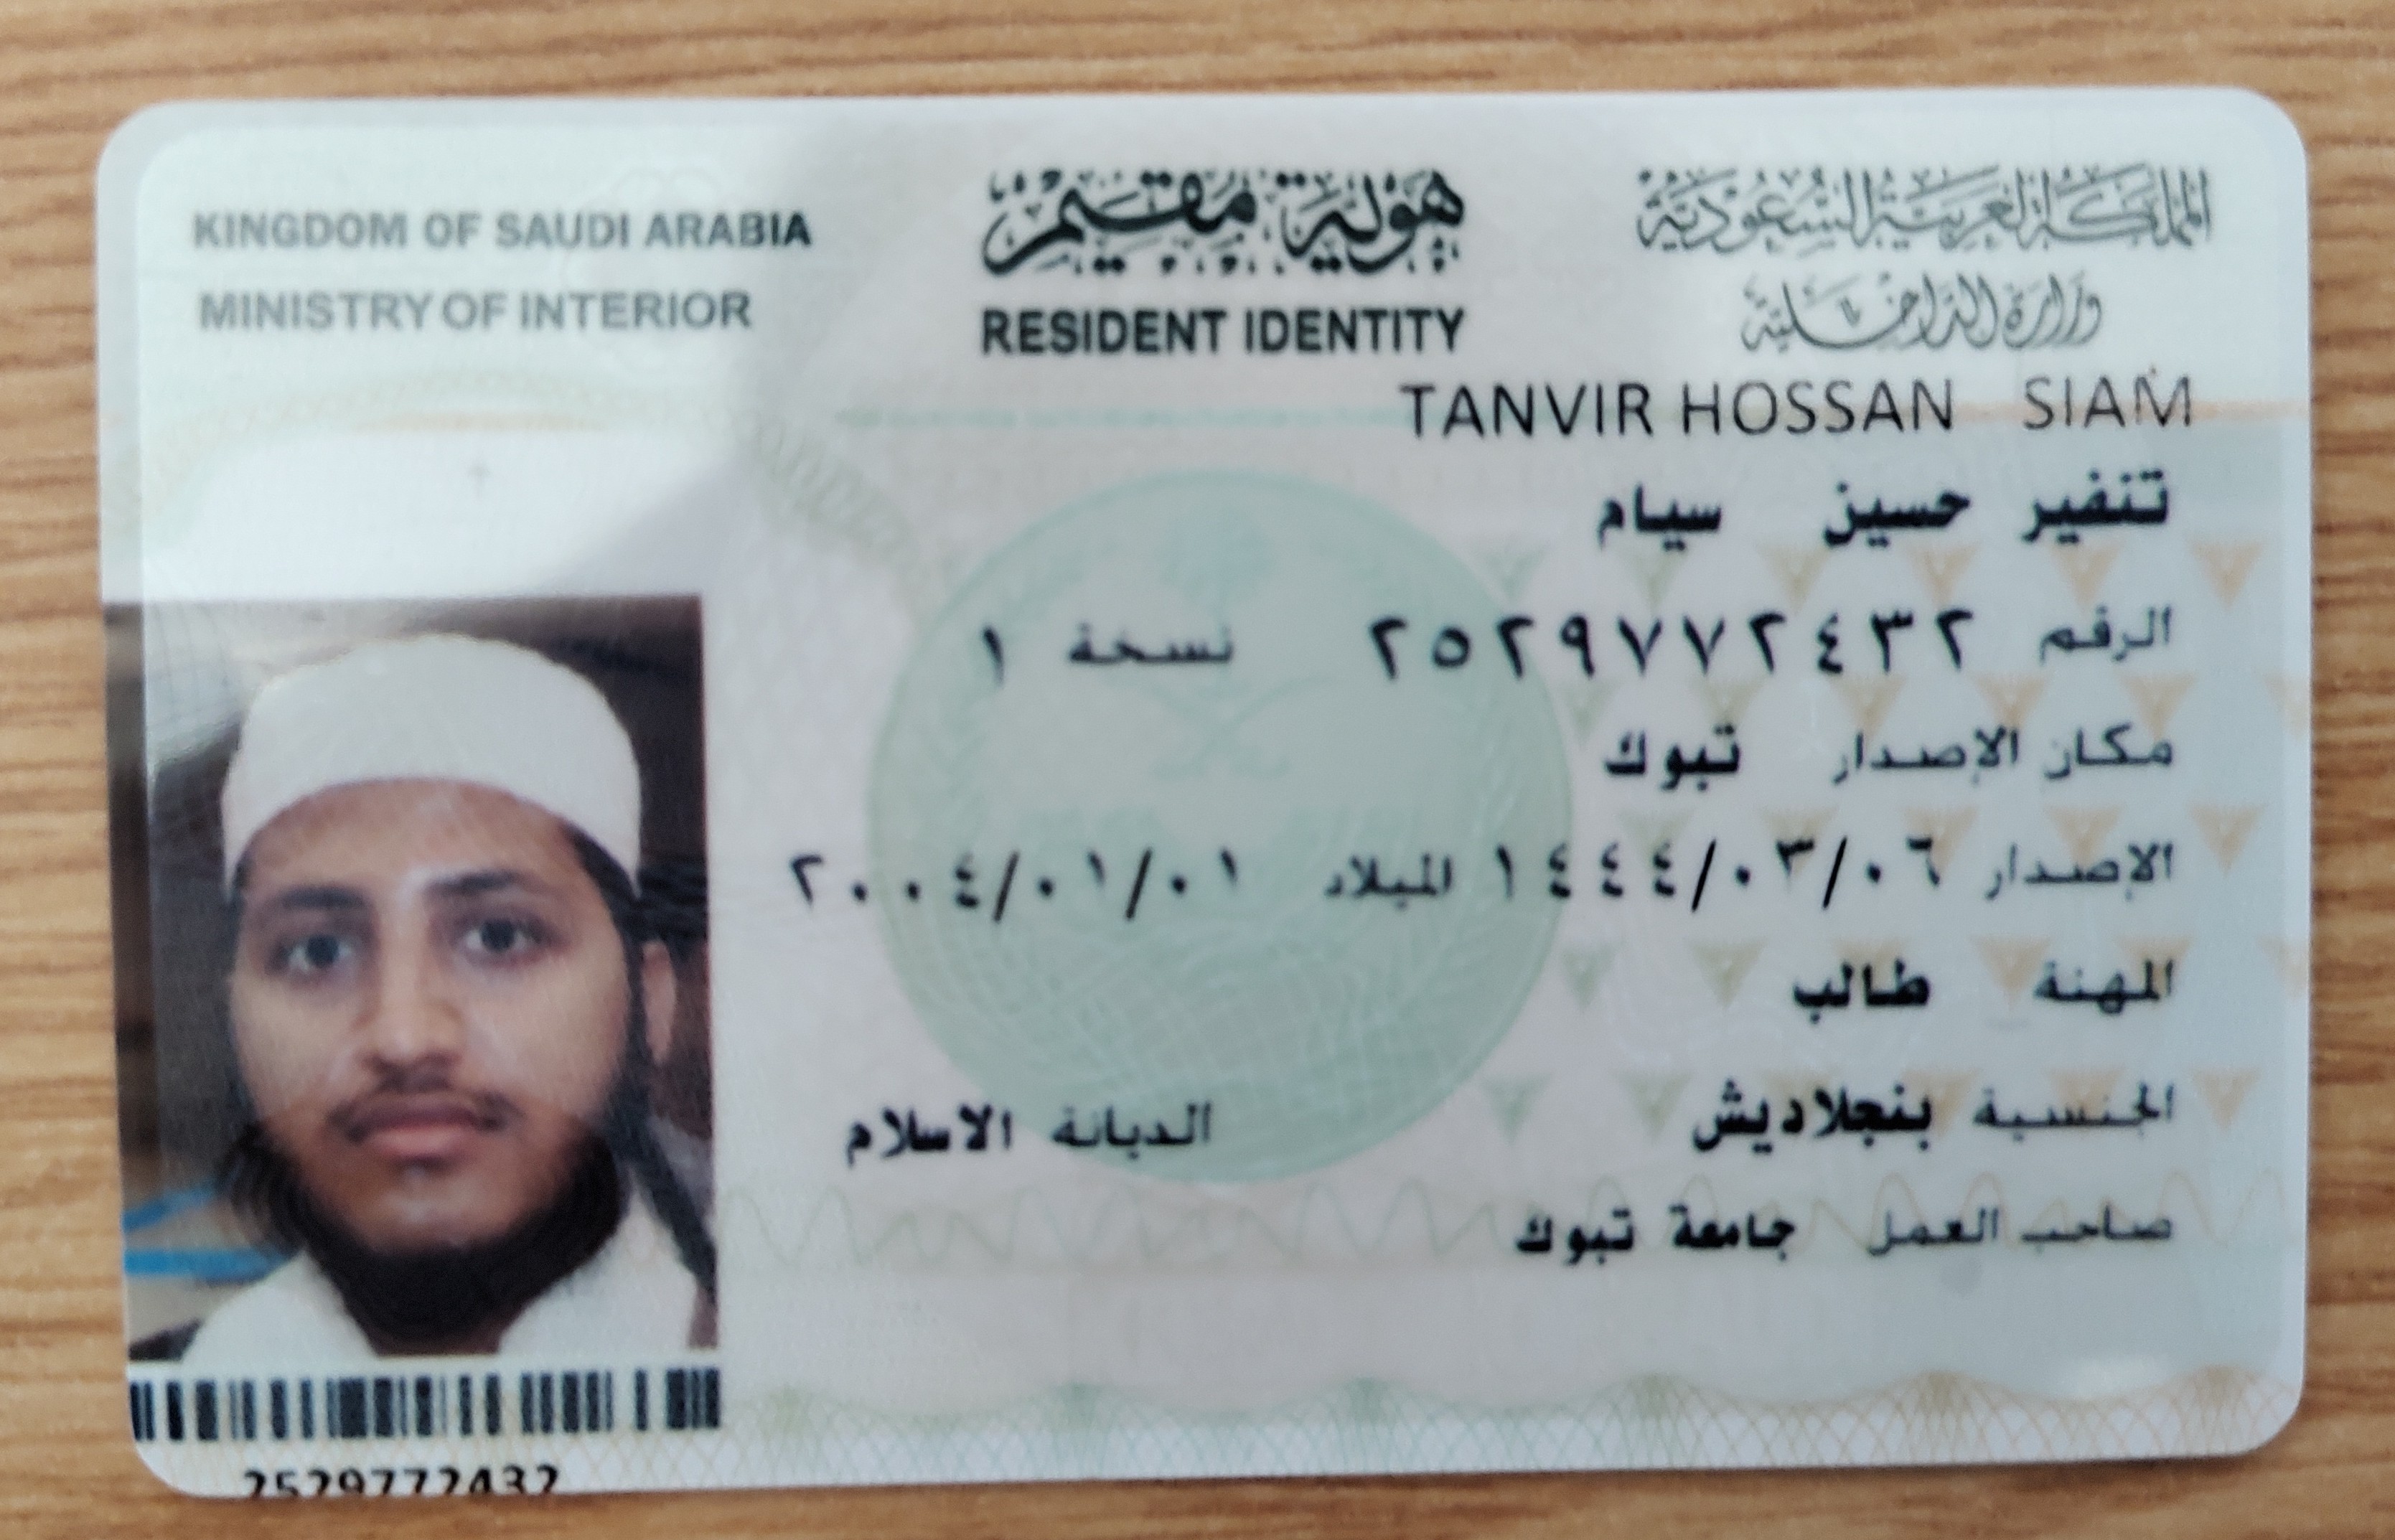 KINGDOM OF SAUDI ARABIA
MINISTRY OF INTERIOR
هوية مقيم
RESIDENT IDENTITY
المملكة العربية السعودية
وزارة الداخلية
TANVIR HOSSAN SIAM
تنفير حسين سيام
الرقم ٢٥٢٩٧٧٢٤٣٢ نسخة ١
مكان الإصدار تبوك
الإصدار ١٤٤٤/٠٣/٠٦ الميلاد ٢٠٠٤/٠١/٠١
المهنة طالب
الجنسية بنجلاديش الديانة الاسلام
صاحب العمل جامعة تبوك
2529772432